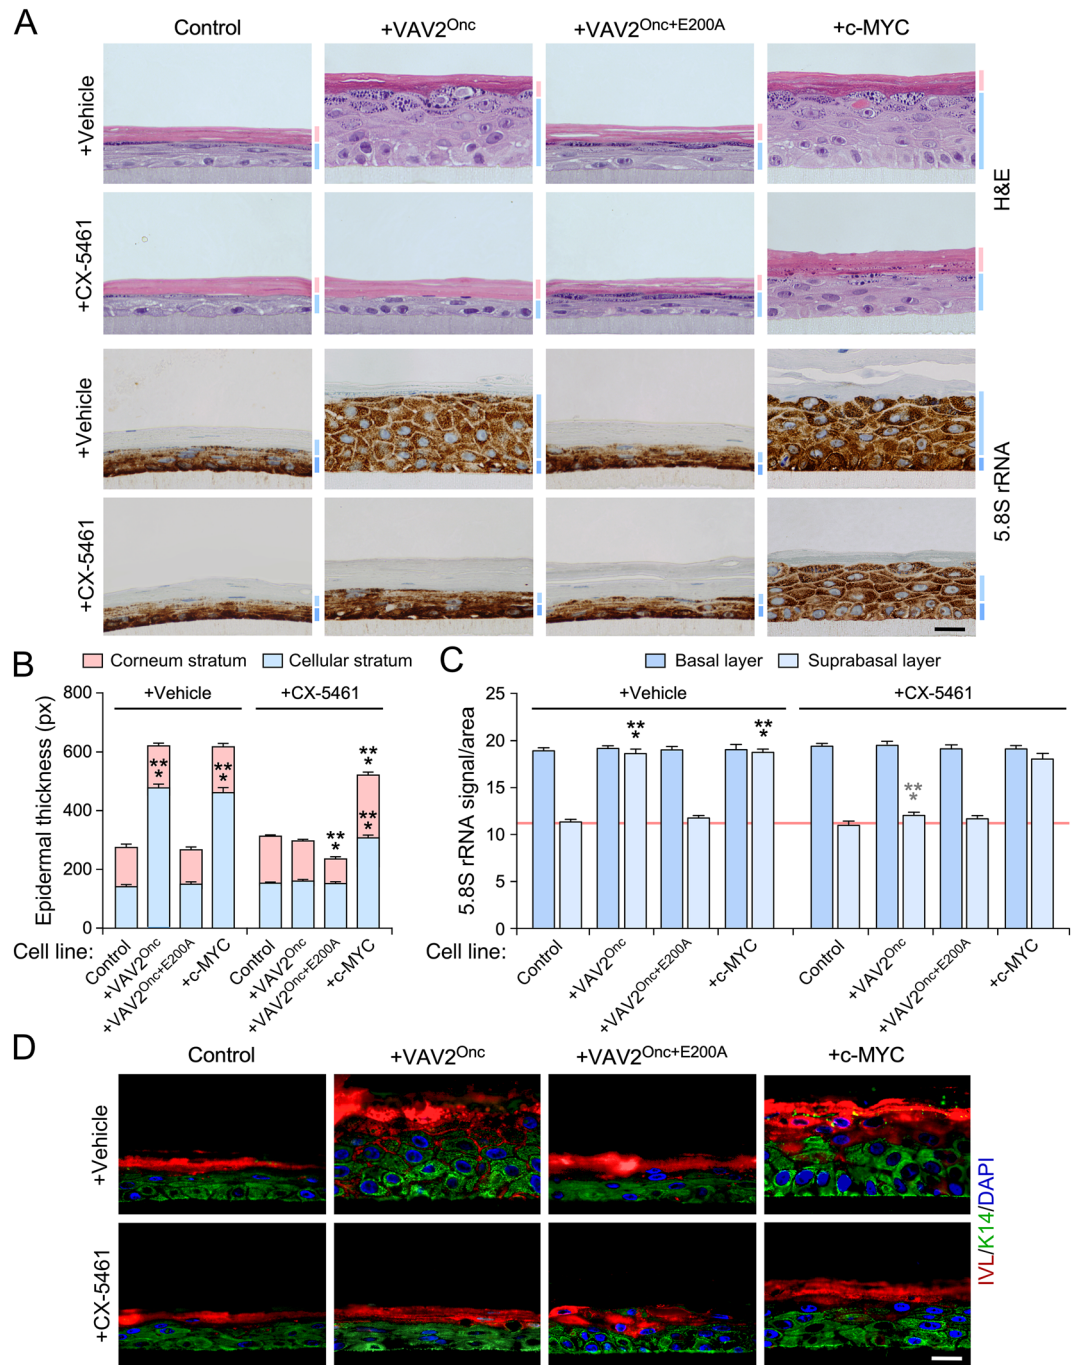 A
Control
+VAV2Onc
+VAV2Onc+E200A
+c-MYC
+Vehicle
+CX-5461
H&E
+Vehicle
+CX-5461
5.8S rRNA
B
Corneum stratum
Cellular stratum
+Vehicle
+CX-5461
Epidermal thickness (px)
800
600
400
200
0
***
***
***
***
***
Cell line:
Control
+VAV2Onc
+VAV2Onc+E200A
+c-MYC
Control
+VAV2Onc
+VAV2Onc+E200A
+c-MYC
C
Basal layer
Suprabasal layer
+Vehicle
+CX-5461
5.8S rRNA signal/area
25
20
15
10
5
0
***
***
***
Cell line:
Control
+VAV2Onc
+VAV2Onc+E200A
+c-MYC
Control
+VAV2Onc
+VAV2Onc+E200A
+c-MYC
D
Control
+VAV2Onc
+VAV2Onc+E200A
+c-MYC
+Vehicle
+CX-5461
IVL/K14/DAPI